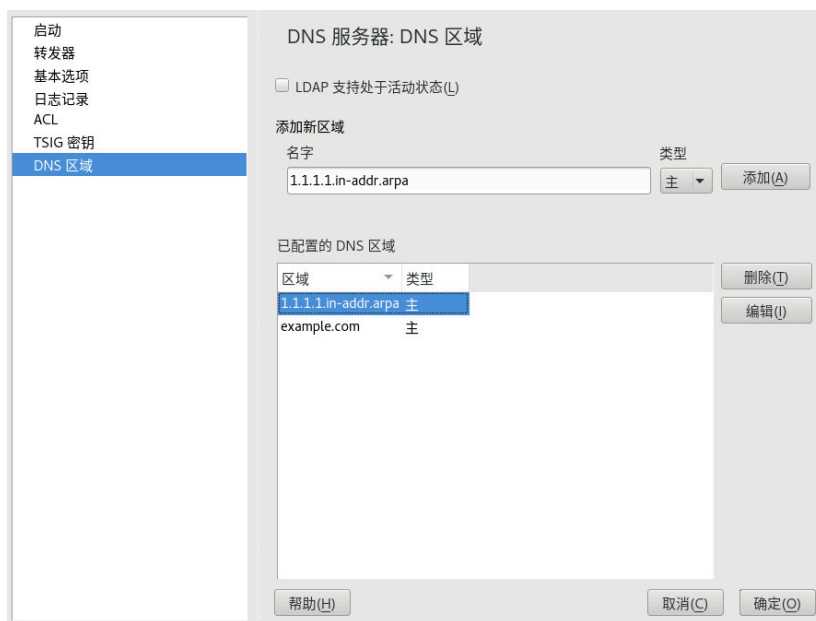 启动
转发器
基本选项
日志记录
ACL
TSIG 密钥
DNS 区域
DNS 服务器: DNS 区域
LDAP 支持处于活动状态(L)
添加新区域
名字 类型
1.1.1.1.in-addr.arpa 主 添加(A)
已配置的 DNS 区域
区域 类型 删除(T)
1.1.1.1.in-addr.arpa 主 编辑(I)
example.com 主
帮助(H) 取消(C) 确定(O)